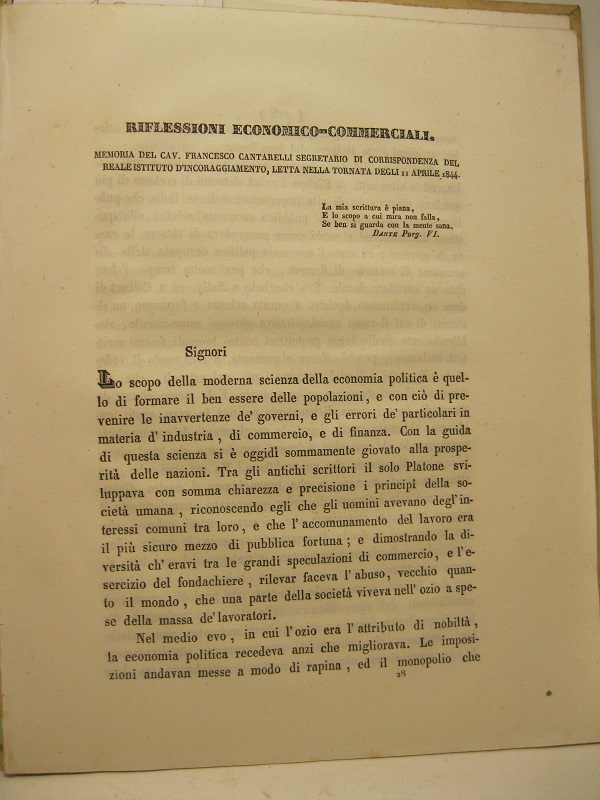 RIFLESSIONI ECONOMICO-COMMERCIALI.
MEMORIA DEL CAV. FRANCESCO CANTARELLI SEGRETARIO DI CORRISPONDENZA DEL
REALE ISTITUTO D'INCORAGGIAMENTO, LETTA NELLA TORNATA DEGLI 11 APRILE 1844.
La mia scrittura è piana,
E lo scopo a cui mira non falla,
Se ben si guarda con la mente sana.
DANTE Purg. VI.
Signori
Lo scopo della moderna scienza della economia politica è quel-
lo di formare il ben essere delle popolazioni, e con ciò di pre-
venire le inavvertenze de' governi, e gli errori de' particolari in
materia d' industria, di commercio, e di finanza. Con la guida
di questa scienza si è oggidì sommamente giovato alla prospe-
rità delle nazioni. Tra gli antichi scrittori il solo Platone svi-
luppava con somma chiarezza e precisione i principî della so-
cietà umana, riconoscendo egli che gli uomini avevano degl' in-
teressi comuni tra loro, e che l' accomunamento del lavoro era
il più sicuro mezzo di pubblica fortuna; e dimostrando la di-
versità ch' eravi tra le grandi speculazioni di commercio, e l' e-
sercizio del fondachiere, rilevar faceva l' abuso, vecchio quan-
to il mondo, che una parte della società viveva nell' ozio a spe-
se della massa de' lavoratori.
Nel medio evo, in cui l' ozio era l' attributo di nobiltà,
la economia politica recedeva anzi che migliorava. Le imposi-
zioni andavan messe a modo di rapina, ed il monopolio che
28